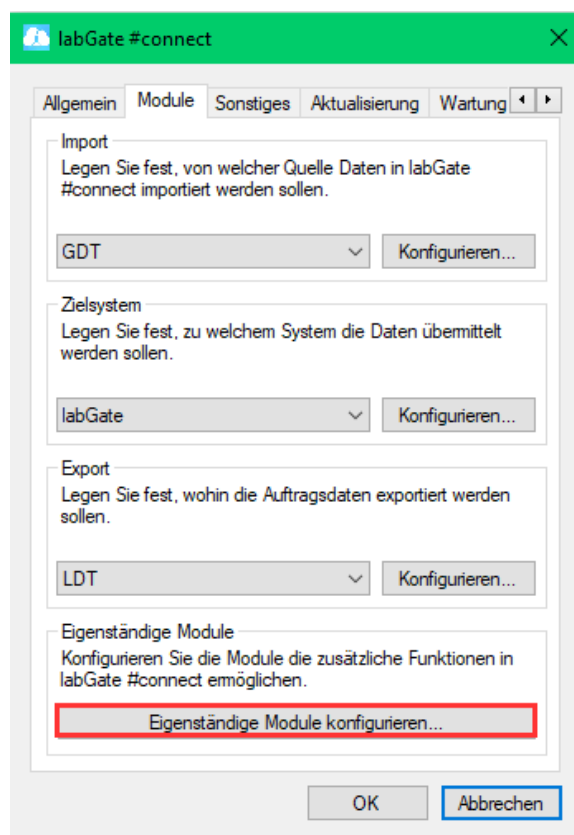 labGate #connect
Allgemein Module Sonstiges Aktualisierung Wartung
Import
Legen Sie fest, von welcher Quelle Daten in labGate
#connect importiert werden sollen.
GDT Konfigurieren...
Zielsystem
Legen Sie fest, zu welchem System die Daten übermittelt
werden sollen.
labGate Konfigurieren...
Export
Legen Sie fest, wohin die Auftragsdaten exportiert werden
sollen.
LDT Konfigurieren...
Eigenständige Module
Konfigurieren Sie die Module die zusätzliche Funktionen in
labGate #connect ermöglichen.
Eigenständige Module konfigurieren...
OK Abbrechen